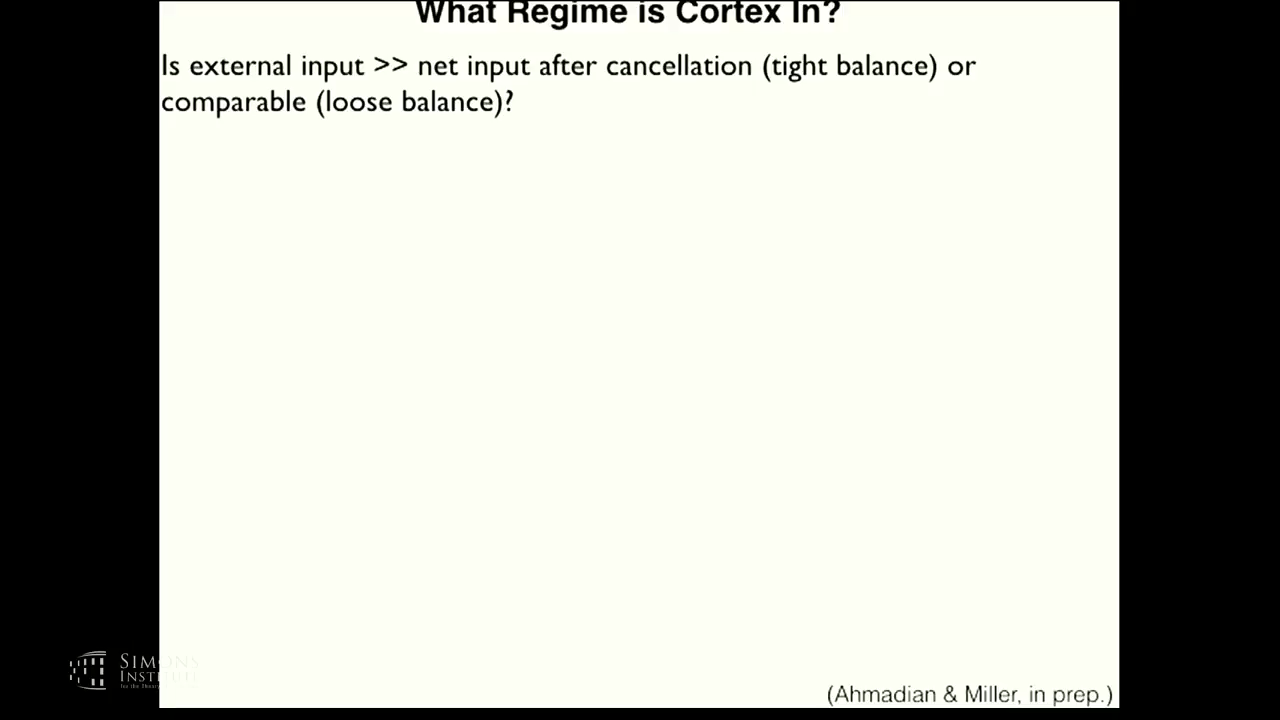 What Regime is Cortex In?
Is external input >> net input after cancellation (tight balance) or
comparable (loose balance)?
SIMONS
INSTITUTE
(Ahmadian & Miller, in prep.)